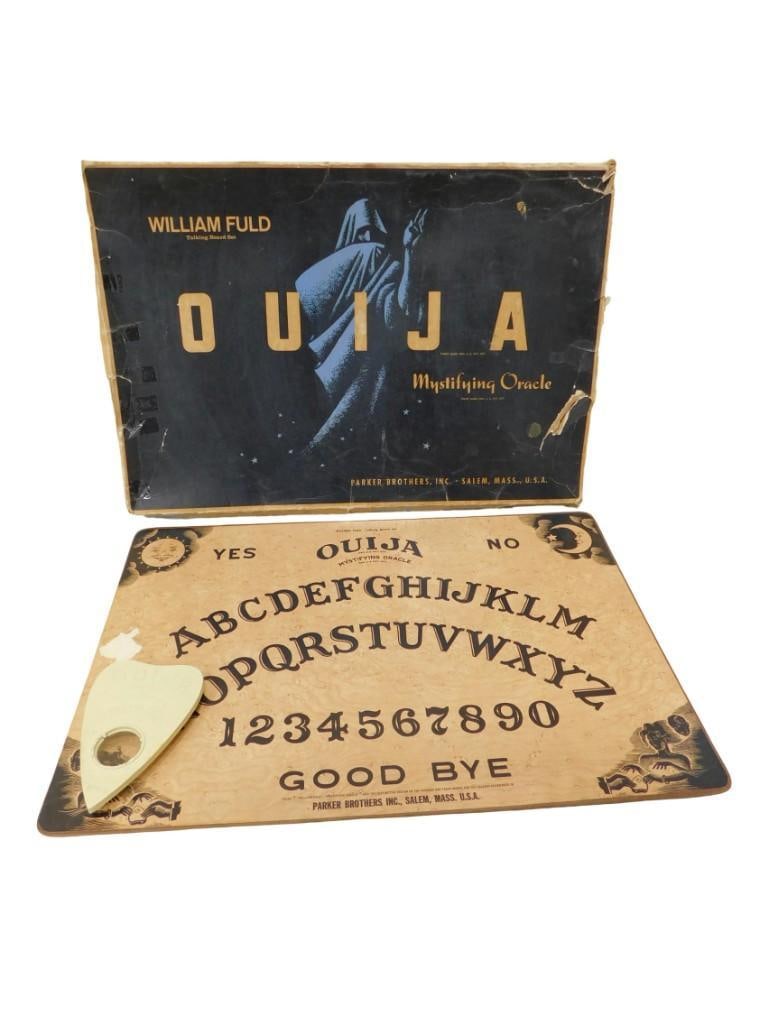 WILLIAM FULD
Talking Board Set
OUIJA
Mystifying Oracle
PARKER BROTHERS, INC. - SALEM, MASS., U.S.A.
YES
OUIJA
NO
MYSTIFYING ORACLE
ABCDEFGHIJKLM
OPQRSTUVWXYZ
1234567890
GOOD BYE
PARKER BROTHERS INC., SALEM, MASS. U.S.A.